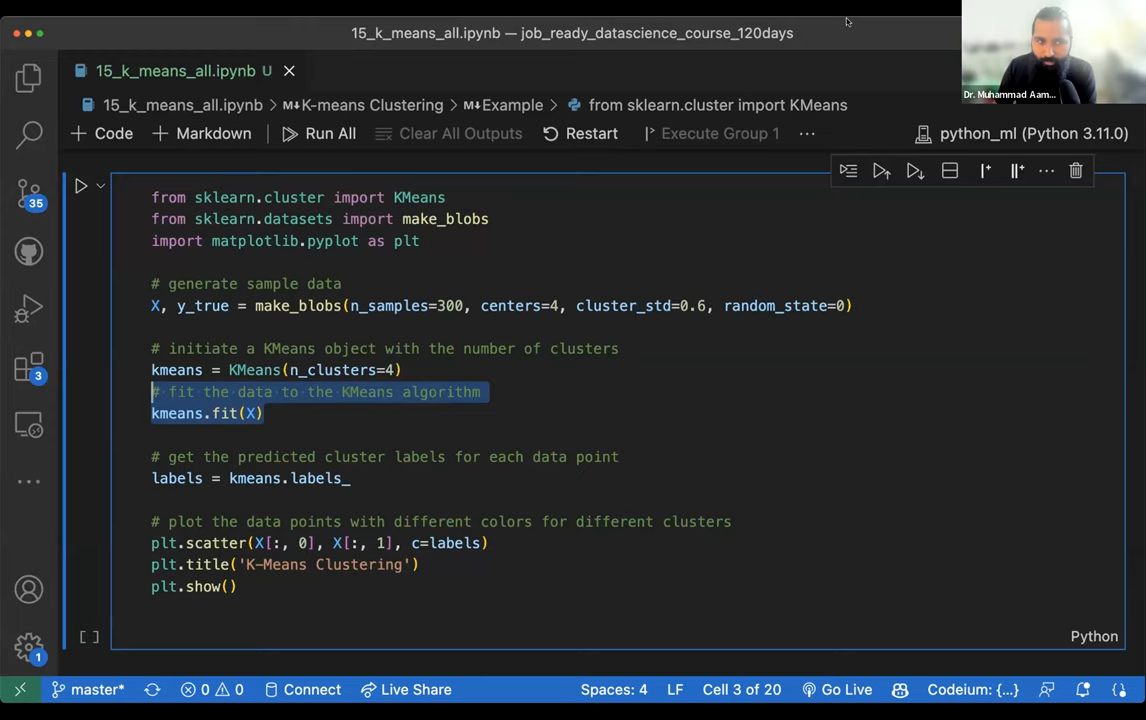 15_k_means_all.ipynb — job_ready_datascience_course_120days
Dr. Muhammad Aam...
15_k_means_all.ipynb U
15_k_means_all.ipynb > M↓K-means Clustering > M↓Example > from sklearn.cluster import KMeans
+ Code + Markdown Run All Clear All Outputs Restart Execute Group 1 ... python_ml (Python 3.11.0)
from sklearn.cluster import KMeans
from sklearn.datasets import make_blobs
import matplotlib.pyplot as plt
# generate sample data
X, y_true = make_blobs(n_samples=300, centers=4, cluster_std=0.6, random_state=0)
# initiate a KMeans object with the number of clusters
kmeans = KMeans(n_clusters=4)
# fit the data to the KMeans algorithm
kmeans.fit(X)
# get the predicted cluster labels for each data point
labels = kmeans.labels_
# plot the data points with different colors for different clusters
plt.scatter(X[:, 0], X[:, 1], c=labels)
plt.title('K-Means Clustering')
plt.show()
[ ]
Python
35
3
1
master* 0 0 Connect Live Share Spaces: 4 LF Cell 3 of 20 Go Live Codeium: {...}